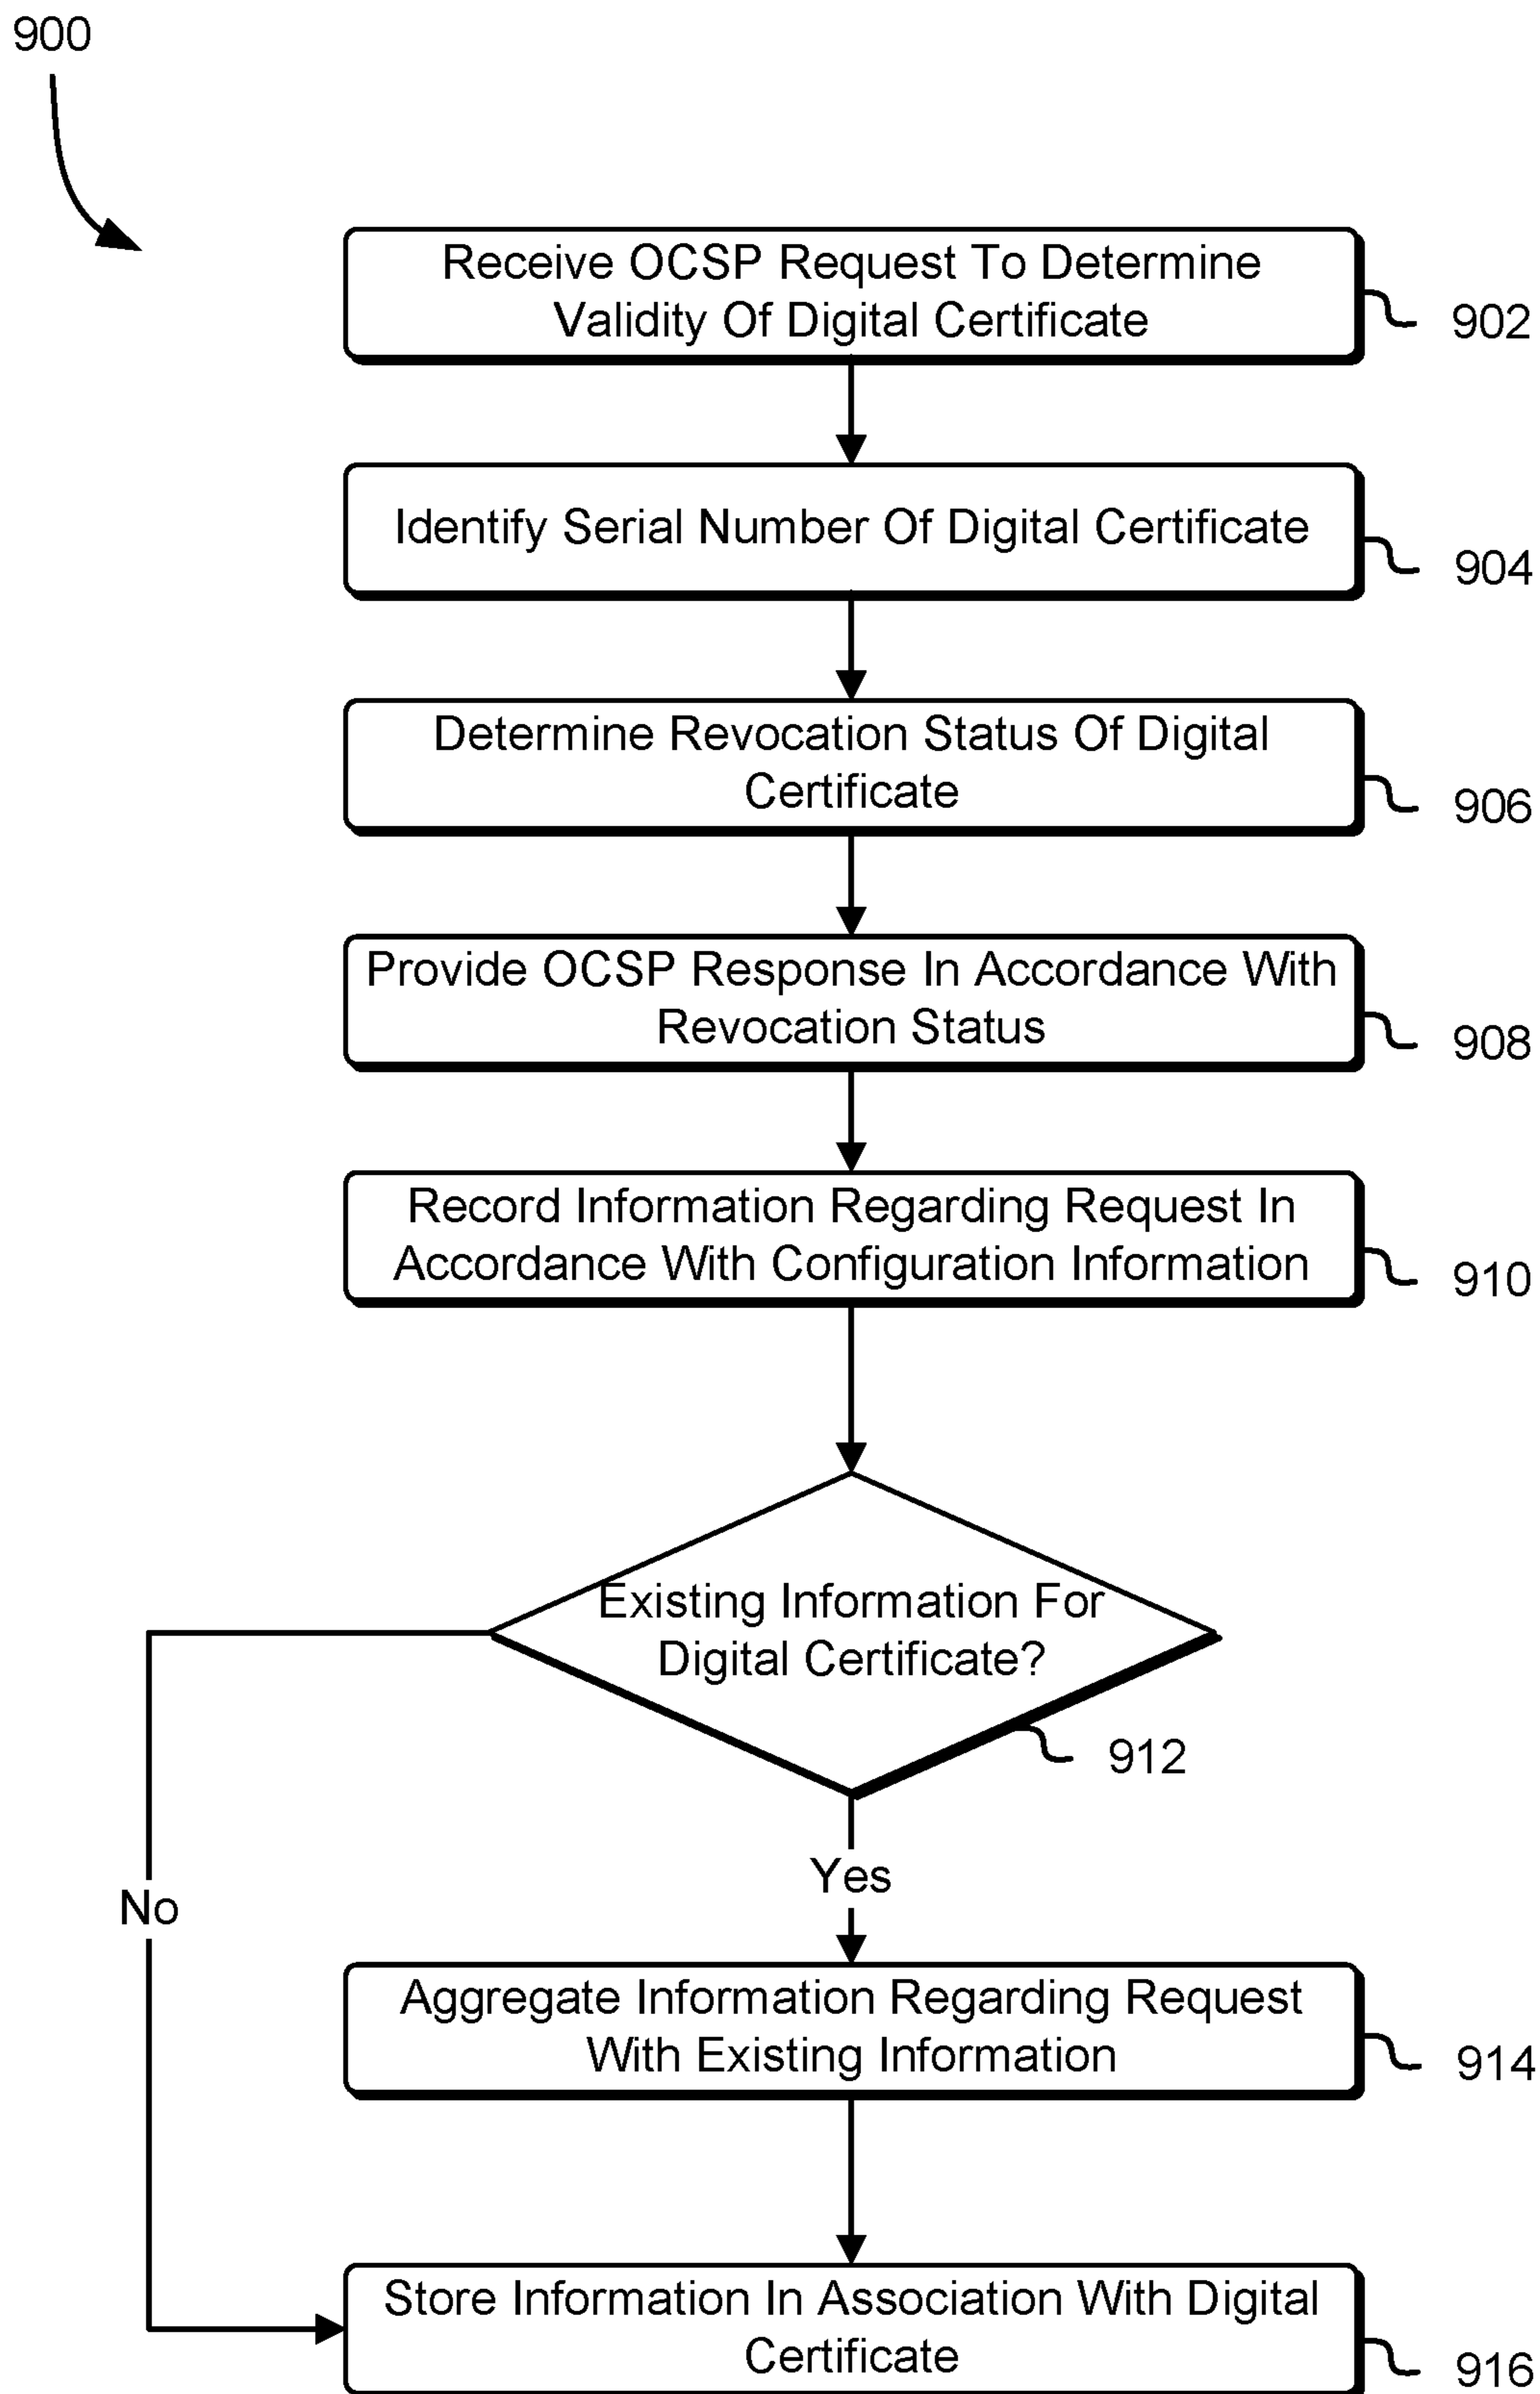 900
Receive OCSP Request To Determine
Validity Of Digital Certificate
902
Identify Serial Number Of Digital Certificate
904
Determine Revocation Status Of Digital
Certificate
906
Provide OCSP Response In Accordance With
Revocation Status
908
Record Information Regarding Request In
Accordance With Configuration Information
910
Existing Information For
Digital Certificate?
912
Yes
No
Aggregate Information Regarding Request
With Existing Information
914
Store Information In Association With Digital
Certificate
916